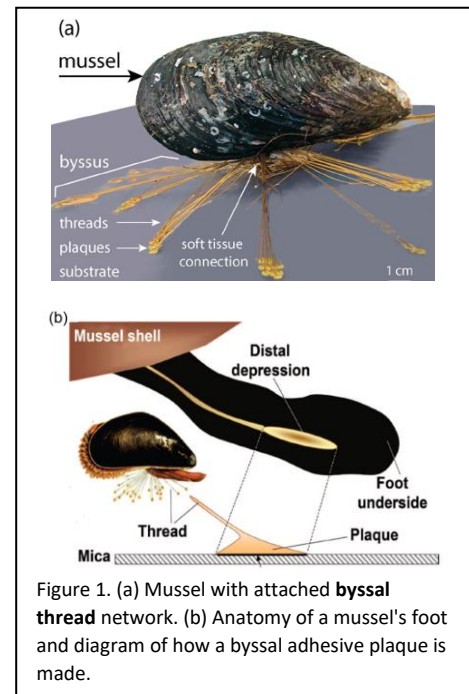 (a)
mussel
byssus
threads
plaques
substrate
soft tissue
connection
1 cm
(b)
Mussel shell
Distal
depression
Foot
underside
Thread
Plaque
Mica
Figure 1. (a) Mussel with attached byssal
thread network. (b) Anatomy of a mussel's foot
and diagram of how a byssal adhesive plaque is
made.